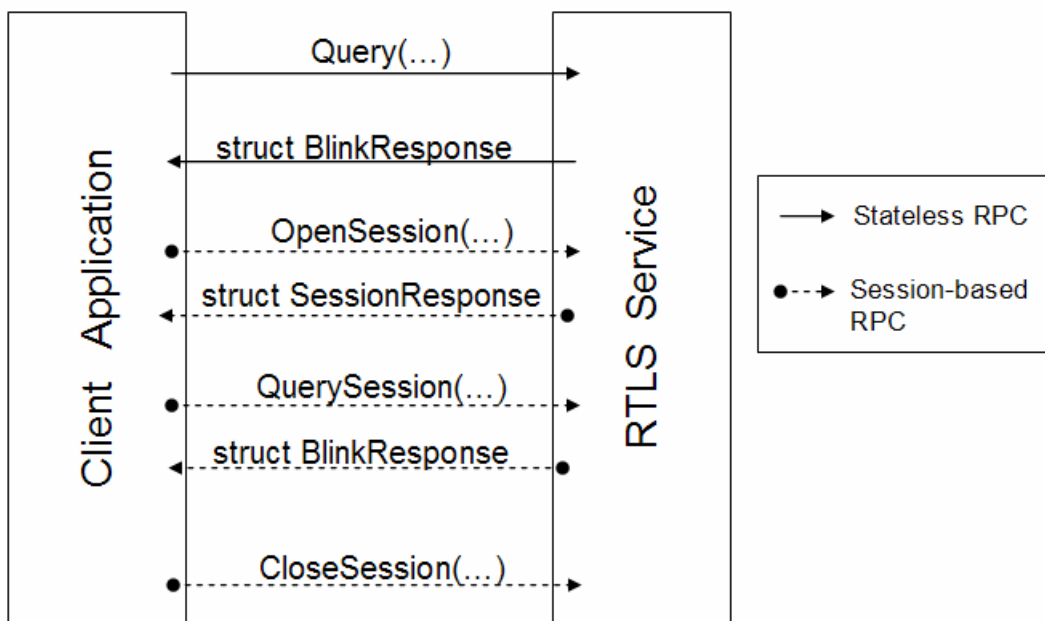 Query(...)
struct BlinkResponse
OpenSession(...)
struct SessionResponse
QuerySession(...)
struct BlinkResponse
CloseSession(...)
Client Application
RTLS Service
Stateless RPC
Session-based
RPC